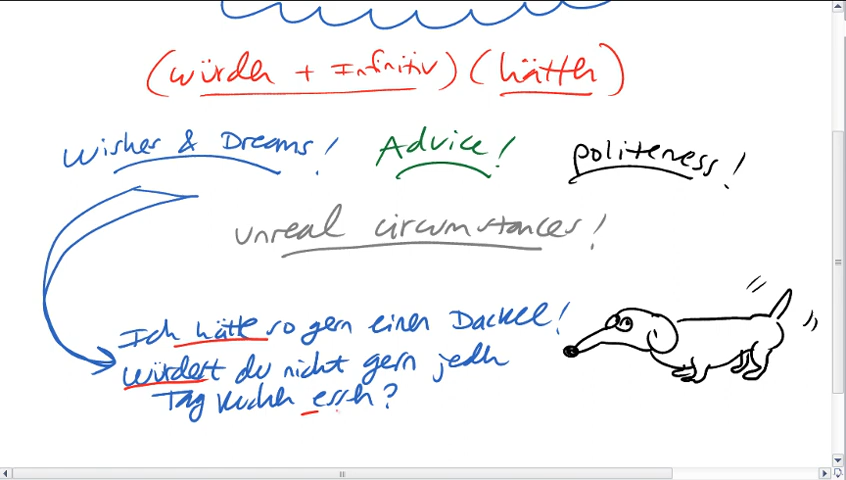 (würden + Infinitiv) (hätten)
Wishes & Dreams! Advice! politeness!
unreal circumstances!
Ich hätte so gern einen Dackel!
würdest du nicht gern jeden
Tag Kuchen essen?